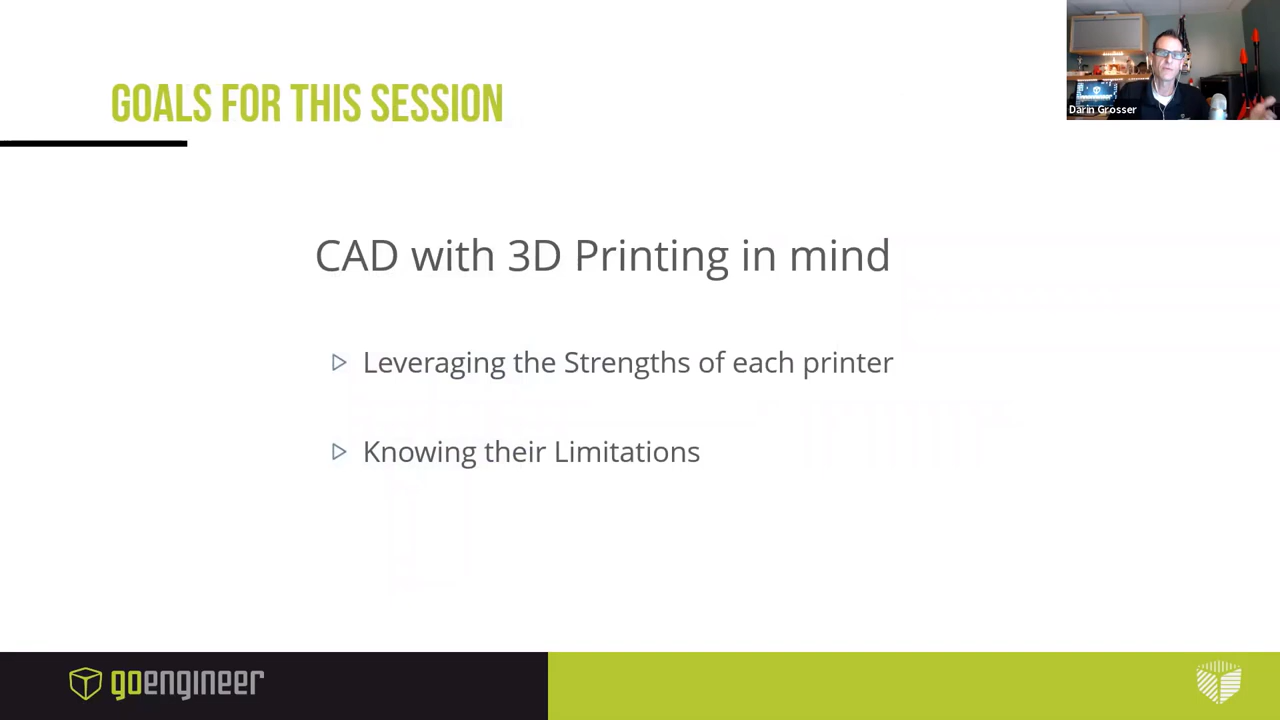 GOALS FOR THIS SESSION
Darin Grosser
CAD with 3D Printing in mind
Leveraging the Strengths of each printer
Knowing their Limitations
goengineer